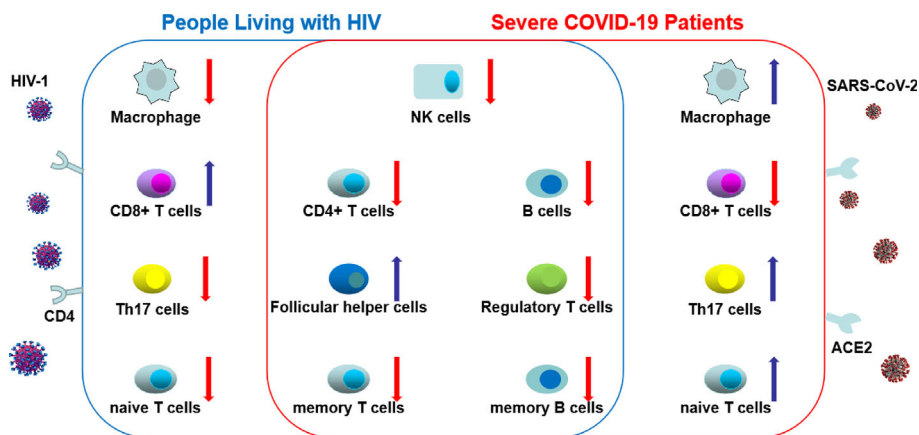 People Living with HIV
Severe COVID-19 Patients
HIV-1
SARS-CoV-2
Macrophage
NK cells
Macrophage
CD8+ T cells
CD4+ T cells
B cells
CD8+ T cells
CD4
Th17 cells
Follicular helper cells
Regulatory T cells
Th17 cells
ACE2
naive T cells
memory T cells
memory B cells
naive T cells